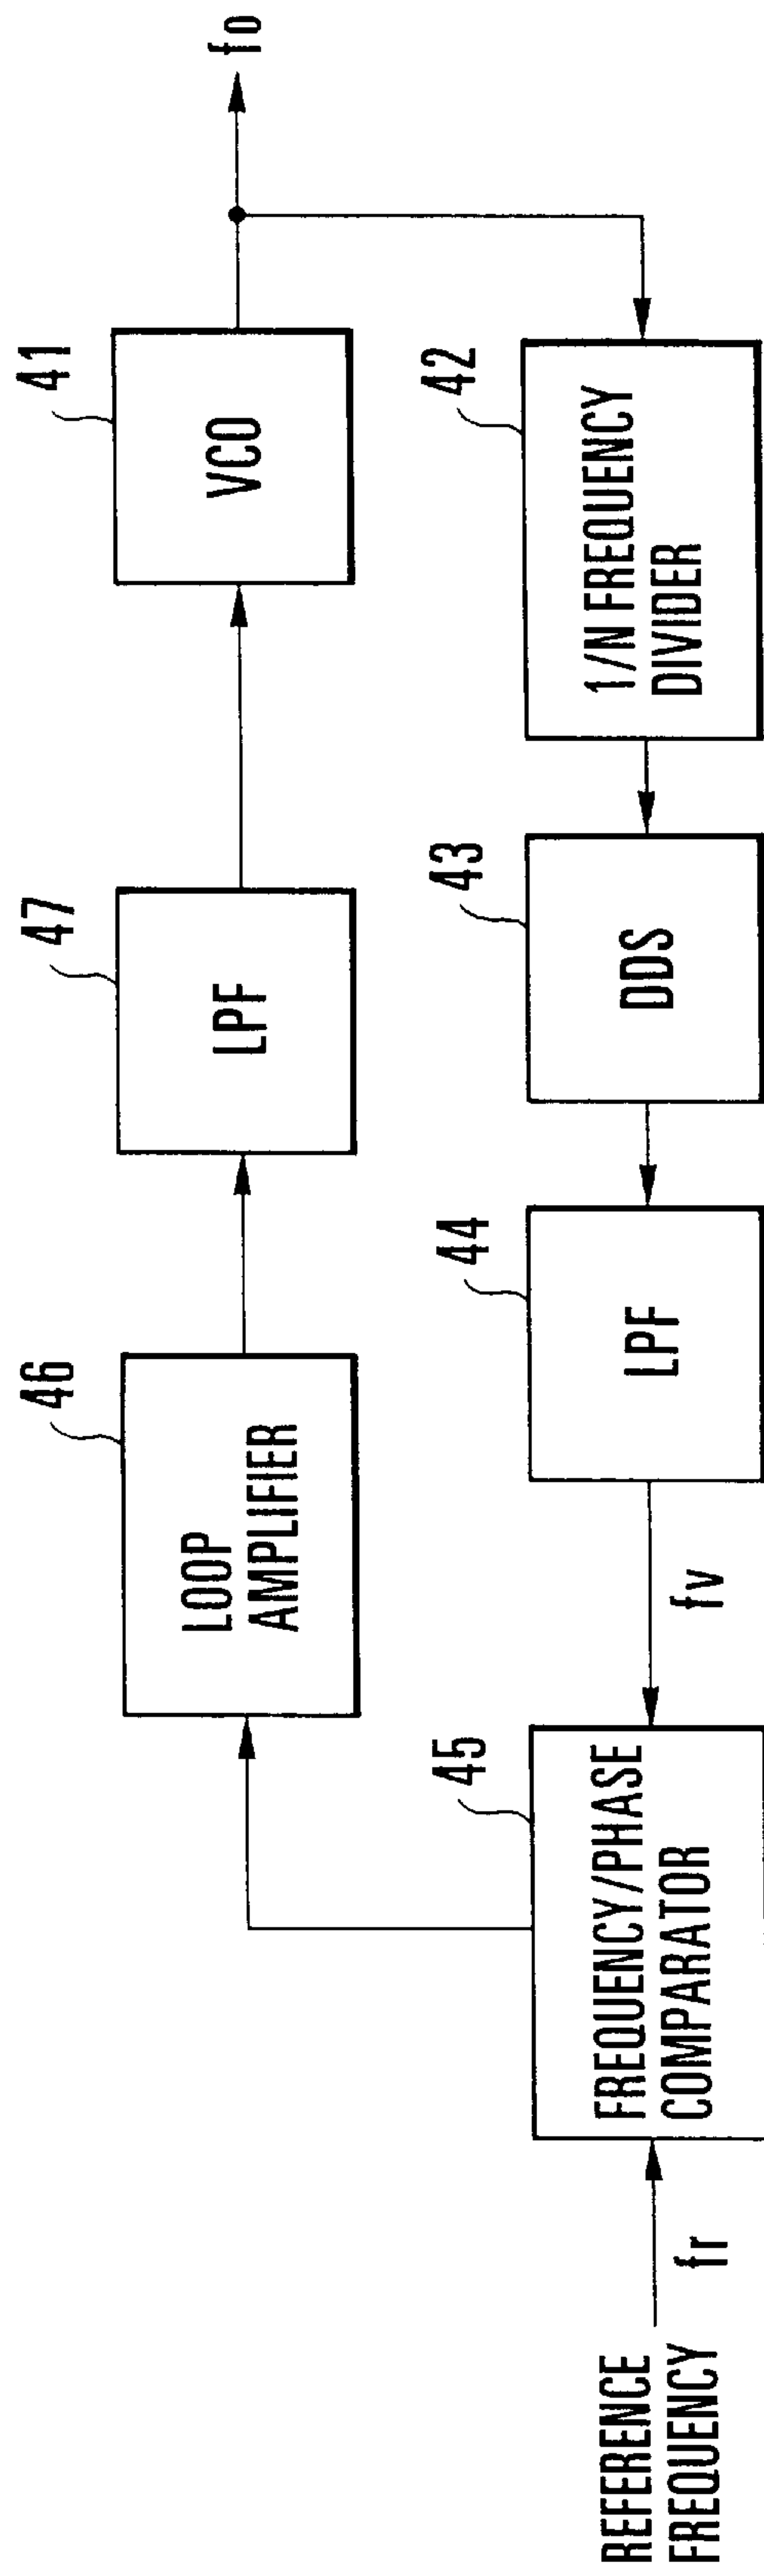 46
LOOP
AMPLIFIER
47
LPF
41
VCO
fo
REFERENCE
FREQUENCY
fr
45
FREQUENCY/PHASE
COMPARATOR
fv
44
LPF
43
DDS
42
1/N FREQUENCY
DIVIDER